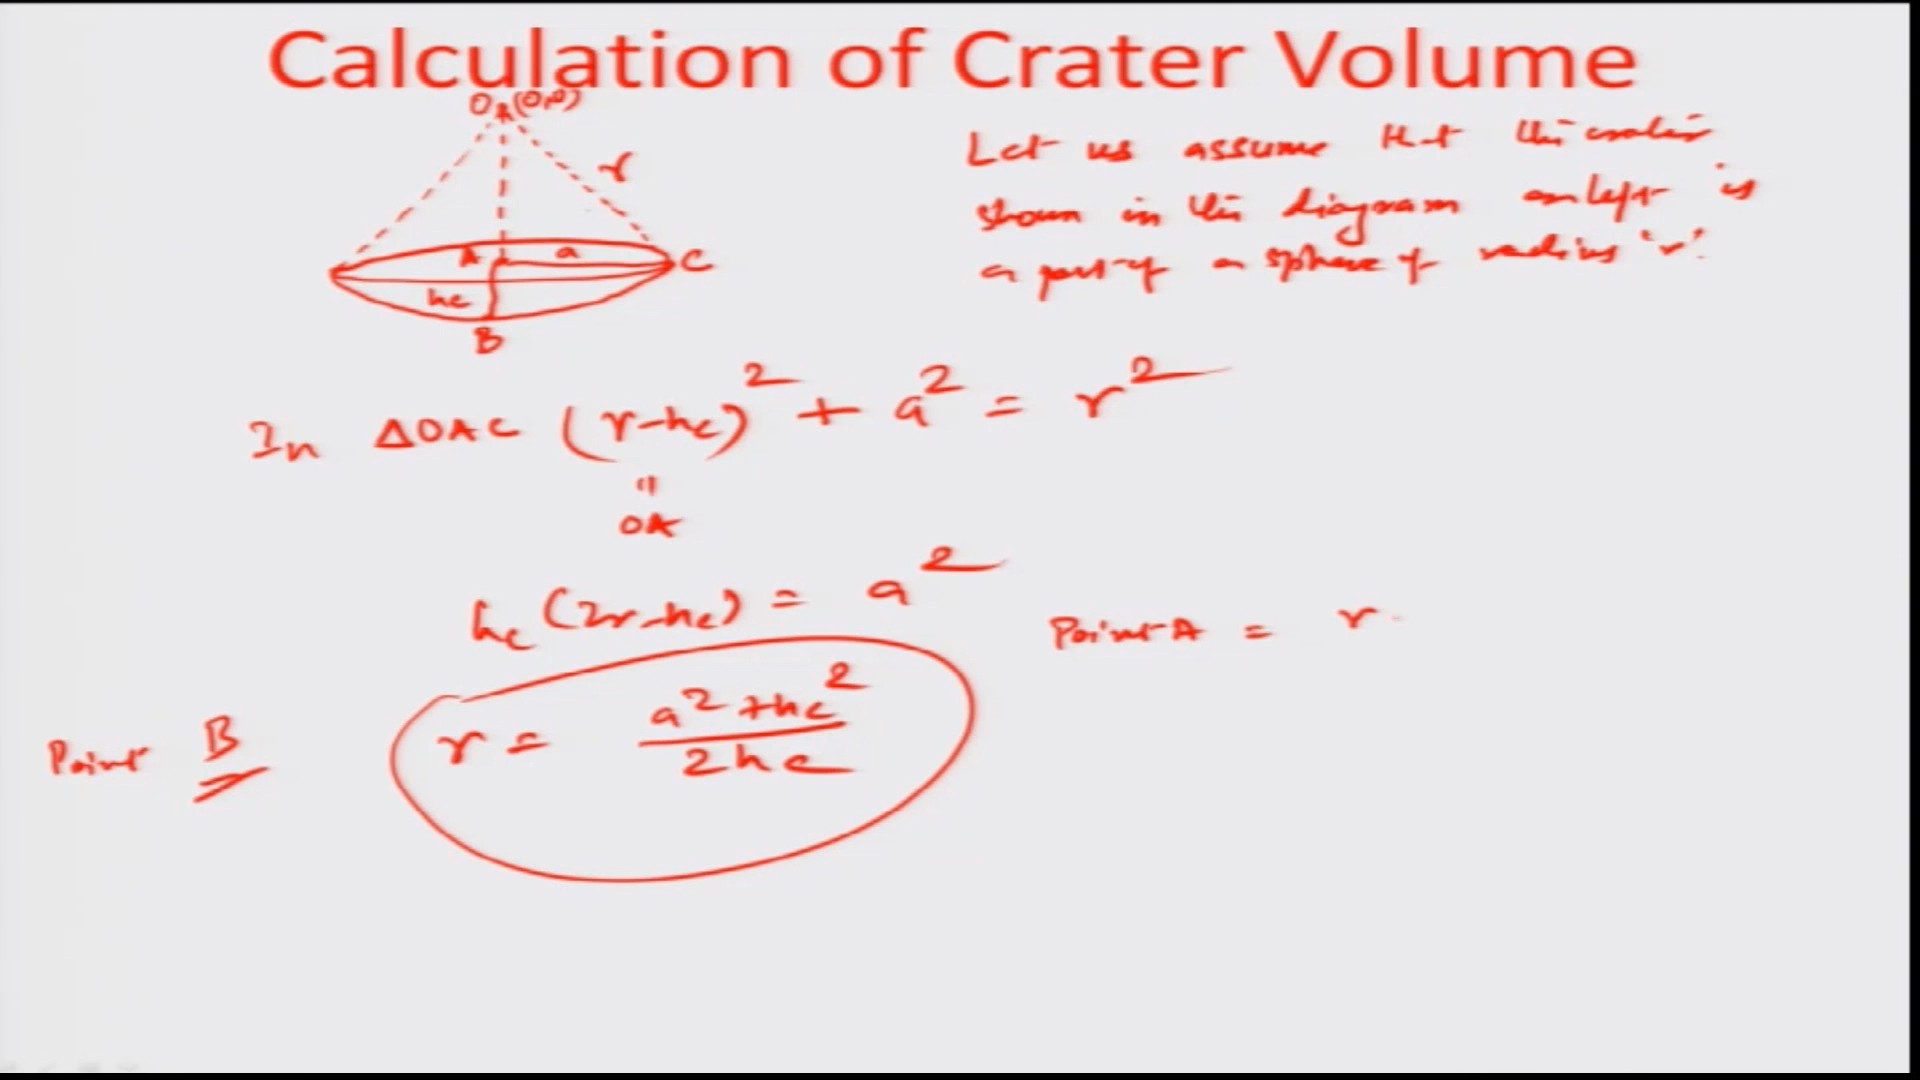 Calculation of Crater Volume
O (0,0)
r
A a C
hc
B
Let us assume that the crater
shown in the diagram on left is
a part of a sphere of radius 'r'.
In ΔOAC (r-hc)² + a² = r²
॥
OA
hc (2r-hc) = a²
Point A = r
Point B
r = (a²+hc²)/(2hc)